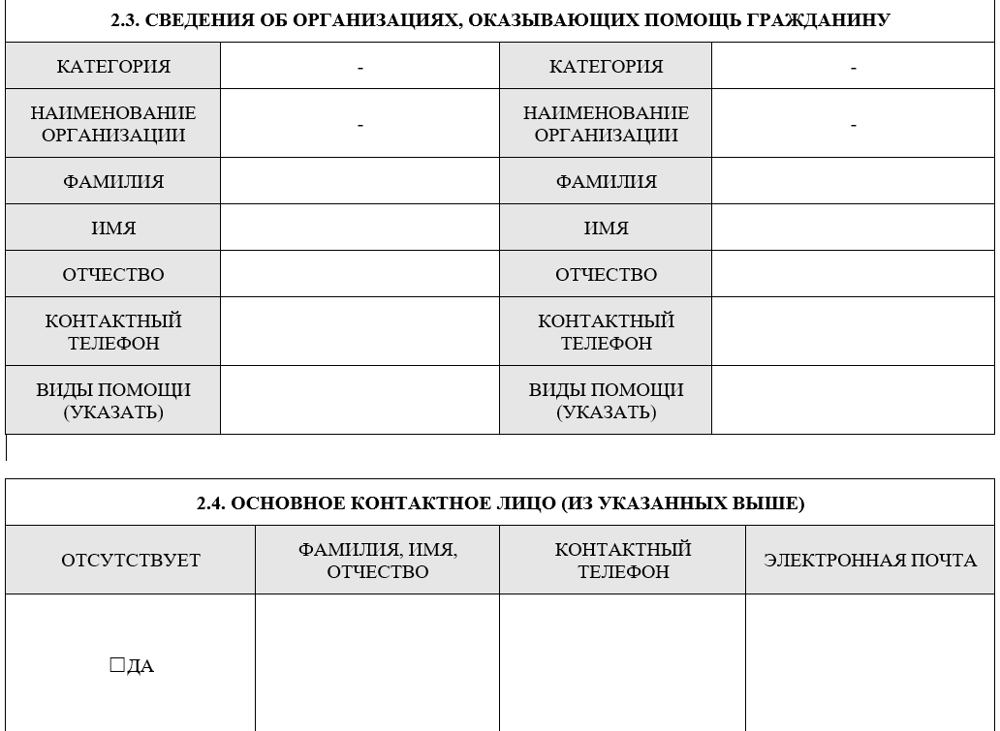 2.3. СВЕДЕНИЯ ОБ ОРГАНИЗАЦИЯХ, ОКАЗЫВАЮЩИХ ПОМОЩЬ ГРАЖДАНИНУ
КАТЕГОРИЯ - КАТЕГОРИЯ -
НАИМЕНОВАНИЕ
ОРГАНИЗАЦИИ
-
НАИМЕНОВАНИЕ
ОРГАНИЗАЦИИ
-
ФАМИЛИЯ ФАМИЛИЯ
ИМЯ ИМЯ
ОТЧЕСТВО ОТЧЕСТВО
КОНТАКТНЫЙ
ТЕЛЕФОН
КОНТАКТНЫЙ
ТЕЛЕФОН
ВИДЫ ПОМОЩИ
(УКАЗАТЬ)
ВИДЫ ПОМОЩИ
(УКАЗАТЬ)
2.4. ОСНОВНОЕ КОНТАКТНОЕ ЛИЦО (ИЗ УКАЗАННЫХ ВЫШЕ)
ОТСУТСТВУЕТ
ФАМИЛИЯ, ИМЯ,
ОТЧЕСТВО
КОНТАКТНЫЙ
ТЕЛЕФОН
ЭЛЕКТРОННАЯ ПОЧТА
☐ДА